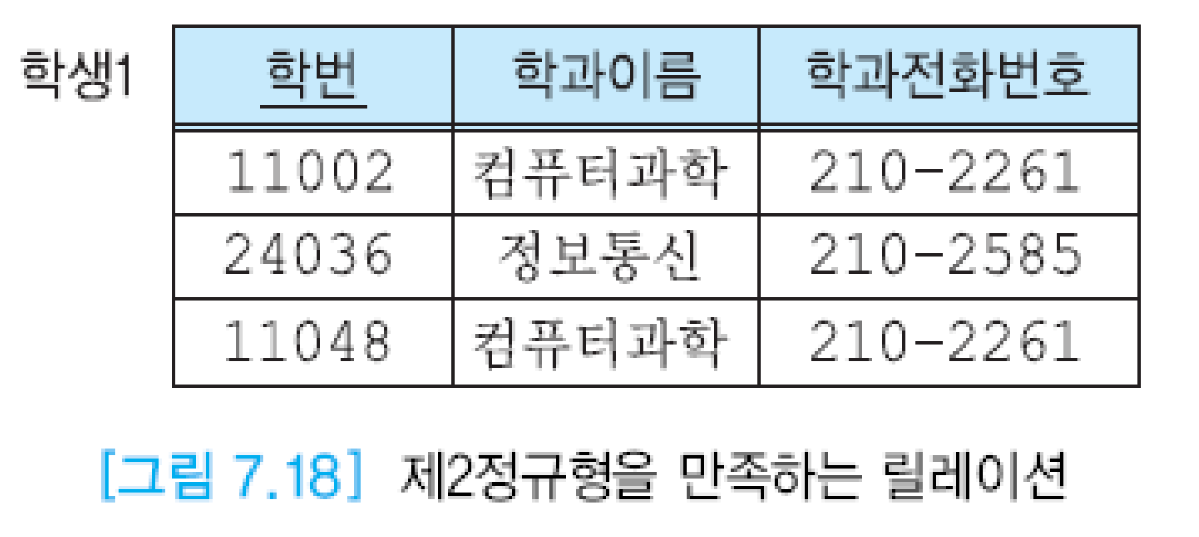 학생1 학번 학과이름 학과전화번호
11002 컴퓨터과학 210-2261
24036 정보통신 210-2585
11048 컴퓨터과학 210-2261
[그림 7.18] 제2정규형을 만족하는 릴레이션